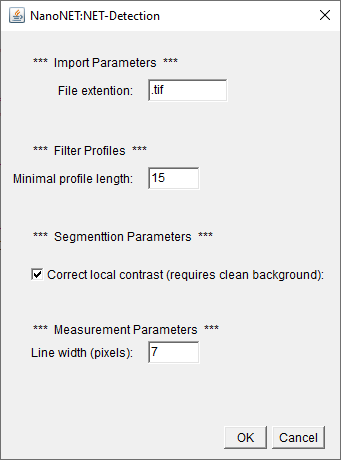 NanoNET:NET-Detection
*** Import Parameters ***
File extention: .tif
*** Filter Profiles ***
Minimal profile length: 15
*** Segmenttion Parameters ***
Correct local contrast (requires clean background):
*** Measurement Parameters ***
Line width (pixels): 7
OK Cancel